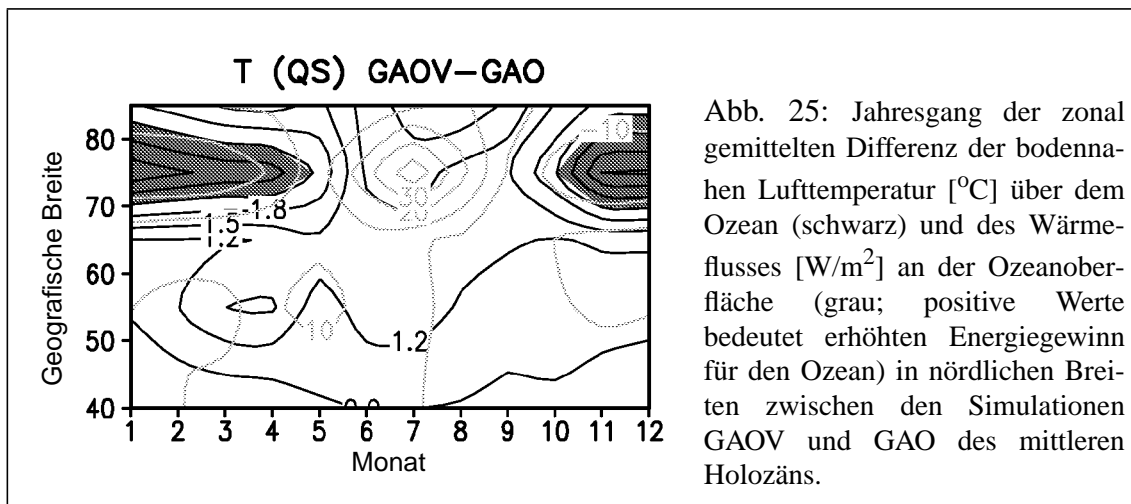 T (QS) GAOV−GAO
Geografische Breite
80
70
60
50
40
−10
30
20
1.8
1.5
1.2
10
1.2
0.9
1 2 3 4 5 6 7 8 9 10 11 12
Monat
Abb. 25: Jahresgang der zonal
gemittelten Differenz der bodenna-
hen Lufttemperatur [°C] über dem
Ozean (schwarz) und des Wärme-
flusses [W/m²] an der Ozeanober-
fläche (grau; positive Werte
bedeutet erhöhten Energiegewinn
für den Ozean) in nördlichen Brei-
ten zwischen den Simulationen
GAOV und GAO des mittleren
Holozäns.